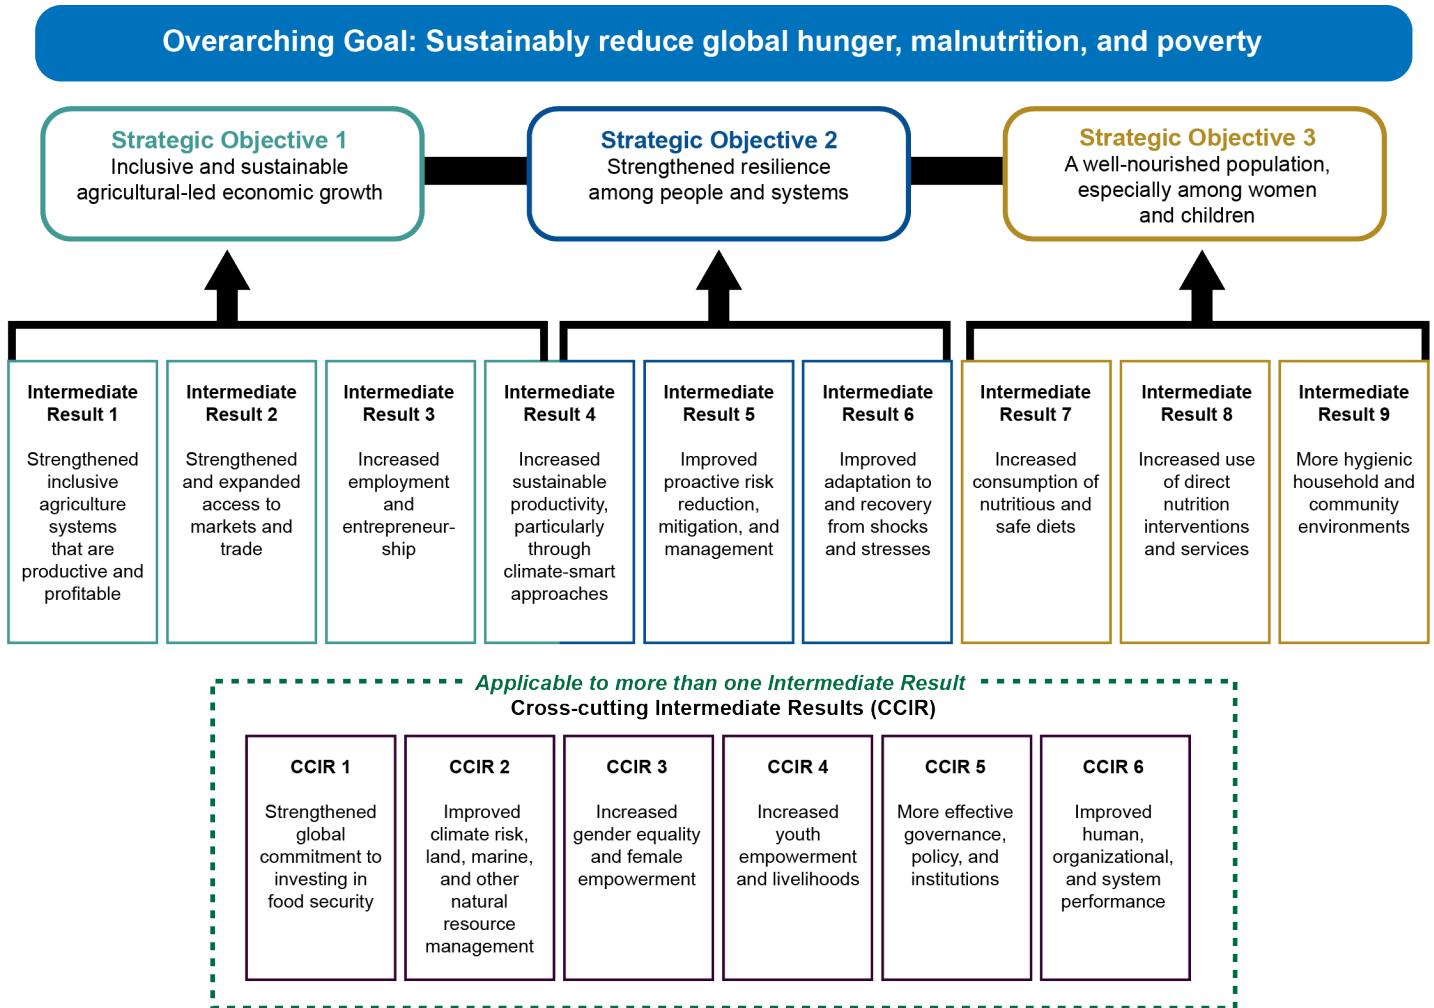 Overarching Goal: Sustainably reduce global hunger, malnutrition, and poverty
Strategic Objective 1
Inclusive and sustainable
agricultural-led economic growth
Strategic Objective 2
Strengthened resilience
among people and systems
Strategic Objective 3
A well-nourished population,
especially among women
and children
Intermediate
Result 1
Strengthened
inclusive
agriculture
systems
that are
productive and
profitable
Intermediate
Result 2
Strengthened
and expanded
access to
markets and
trade
Intermediate
Result 3
Increased
employment
and
entrepreneur-
ship
Intermediate
Result 4
Increased
sustainable
productivity,
particularly
through
climate-smart
approaches
Intermediate
Result 5
Improved
proactive risk
reduction,
mitigation, and
management
Intermediate
Result 6
Improved
adaptation to
and recovery
from shocks
and stresses
Intermediate
Result 7
Increased
consumption of
nutritious and
safe diets
Intermediate
Result 8
Increased use
of direct
nutrition
interventions
and services
Intermediate
Result 9
More hygienic
household and
community
environments
Applicable to more than one Intermediate Result
Cross-cutting Intermediate Results (CCIR)
CCIR 1
Strengthened
global
commitment to
investing in
food security
CCIR 2
Improved
climate risk,
land, marine,
and other
natural
resource
management
CCIR 3
Increased
gender equality
and female
empowerment
CCIR 4
Increased
youth
empowerment
and livelihoods
CCIR 5
More effective
governance,
policy, and
institutions
CCIR 6
Improved
human,
organizational,
and system
performance